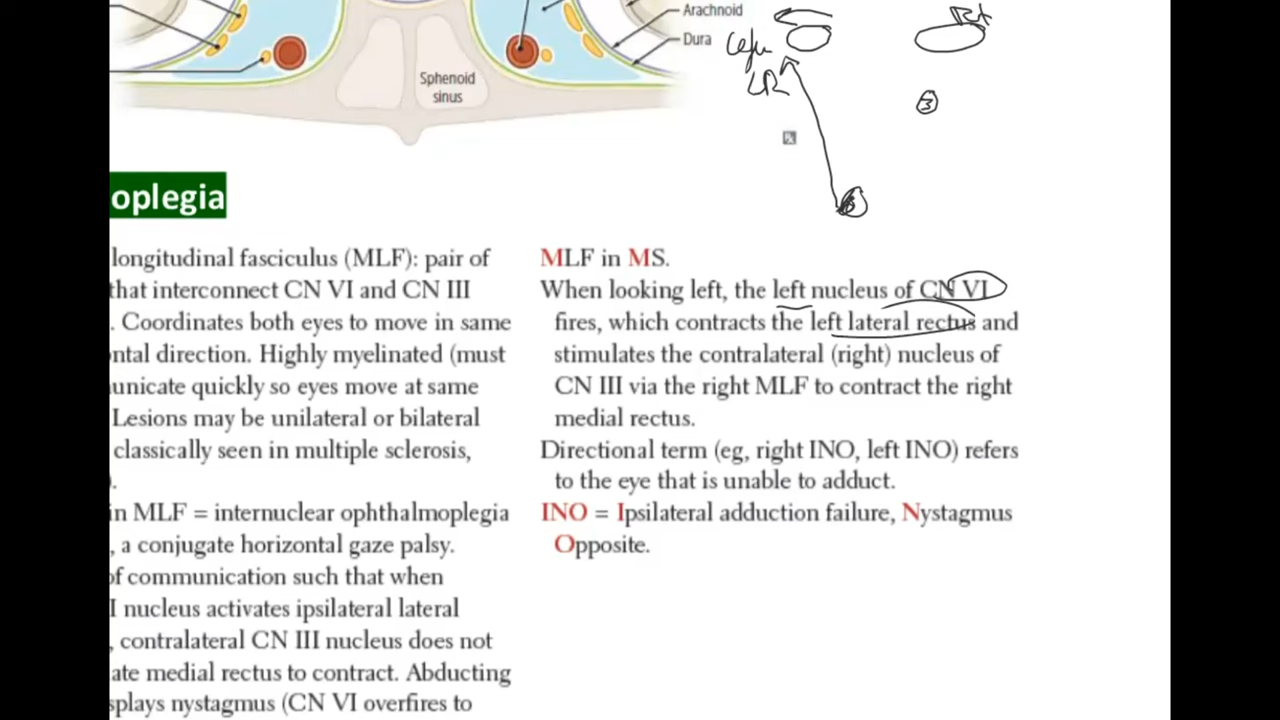 Arachnoid
Dura
Sphenoid
sinus
LR
3
Rx
oplegia
longitudinal fasciculus (MLF): pair of
that interconnect CN VI and CN III
. Coordinates both eyes to move in same
ntal direction. Highly myelinated (must
unicate quickly so eyes move at same
Lesions may be unilateral or bilateral
classically seen in multiple sclerosis,
).
in MLF = internuclear ophthalmoplegia
, a conjugate horizontal gaze palsy.
of communication such that when
I nucleus activates ipsilateral lateral
, contralateral CN III nucleus does not
ate medial rectus to contract. Abducting
splays nystagmus (CN VI overfires to
MLF in MS.
When looking left, the left nucleus of CN VI
fires, which contracts the left lateral rectus and
stimulates the contralateral (right) nucleus of
CN III via the right MLF to contract the right
medial rectus.
Directional term (eg, right INO, left INO) refers
to the eye that is unable to adduct.
INO = Ipsilateral adduction failure, Nystagmus
Opposite.